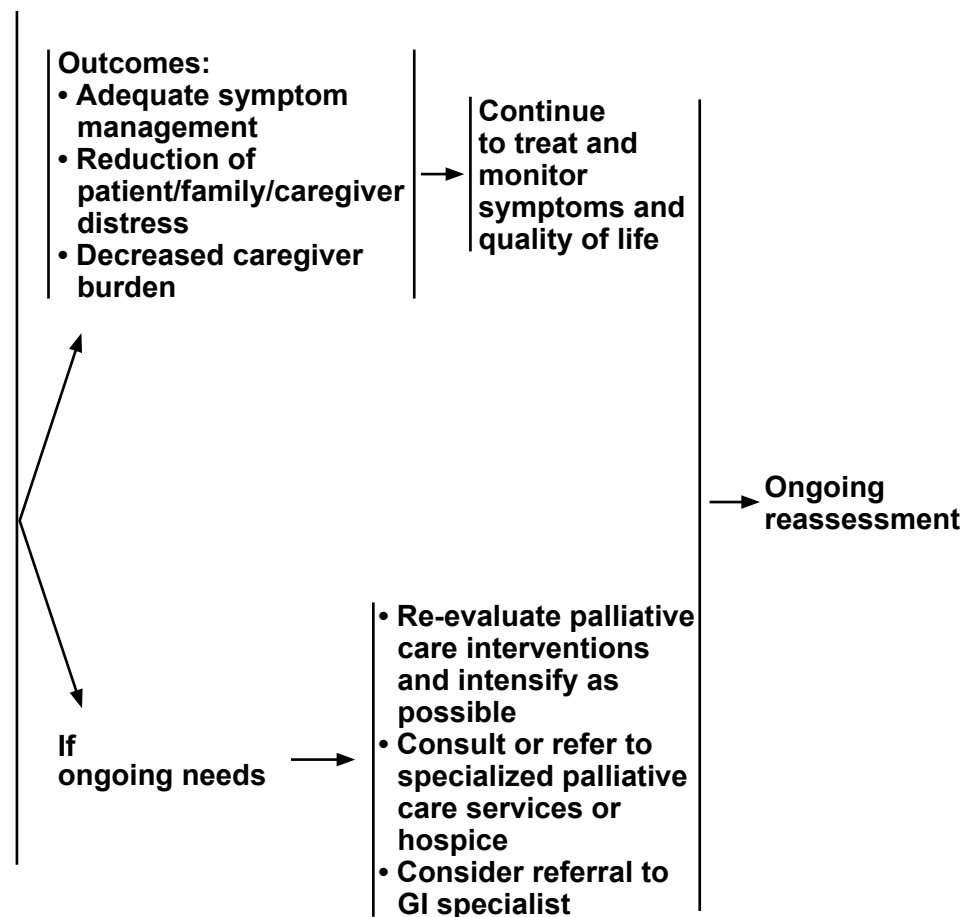 Outcomes:
• Adequate symptom
management
• Reduction of
patient/family/caregiver
distress
• Decreased caregiver
burden
Continue
to treat and
monitor
symptoms and
quality of life
Ongoing
reassessment
If
ongoing needs
• Re-evaluate palliative
care interventions
and intensify as
possible
• Consult or refer to
specialized palliative
care services or
hospice
• Consider referral to
GI specialist